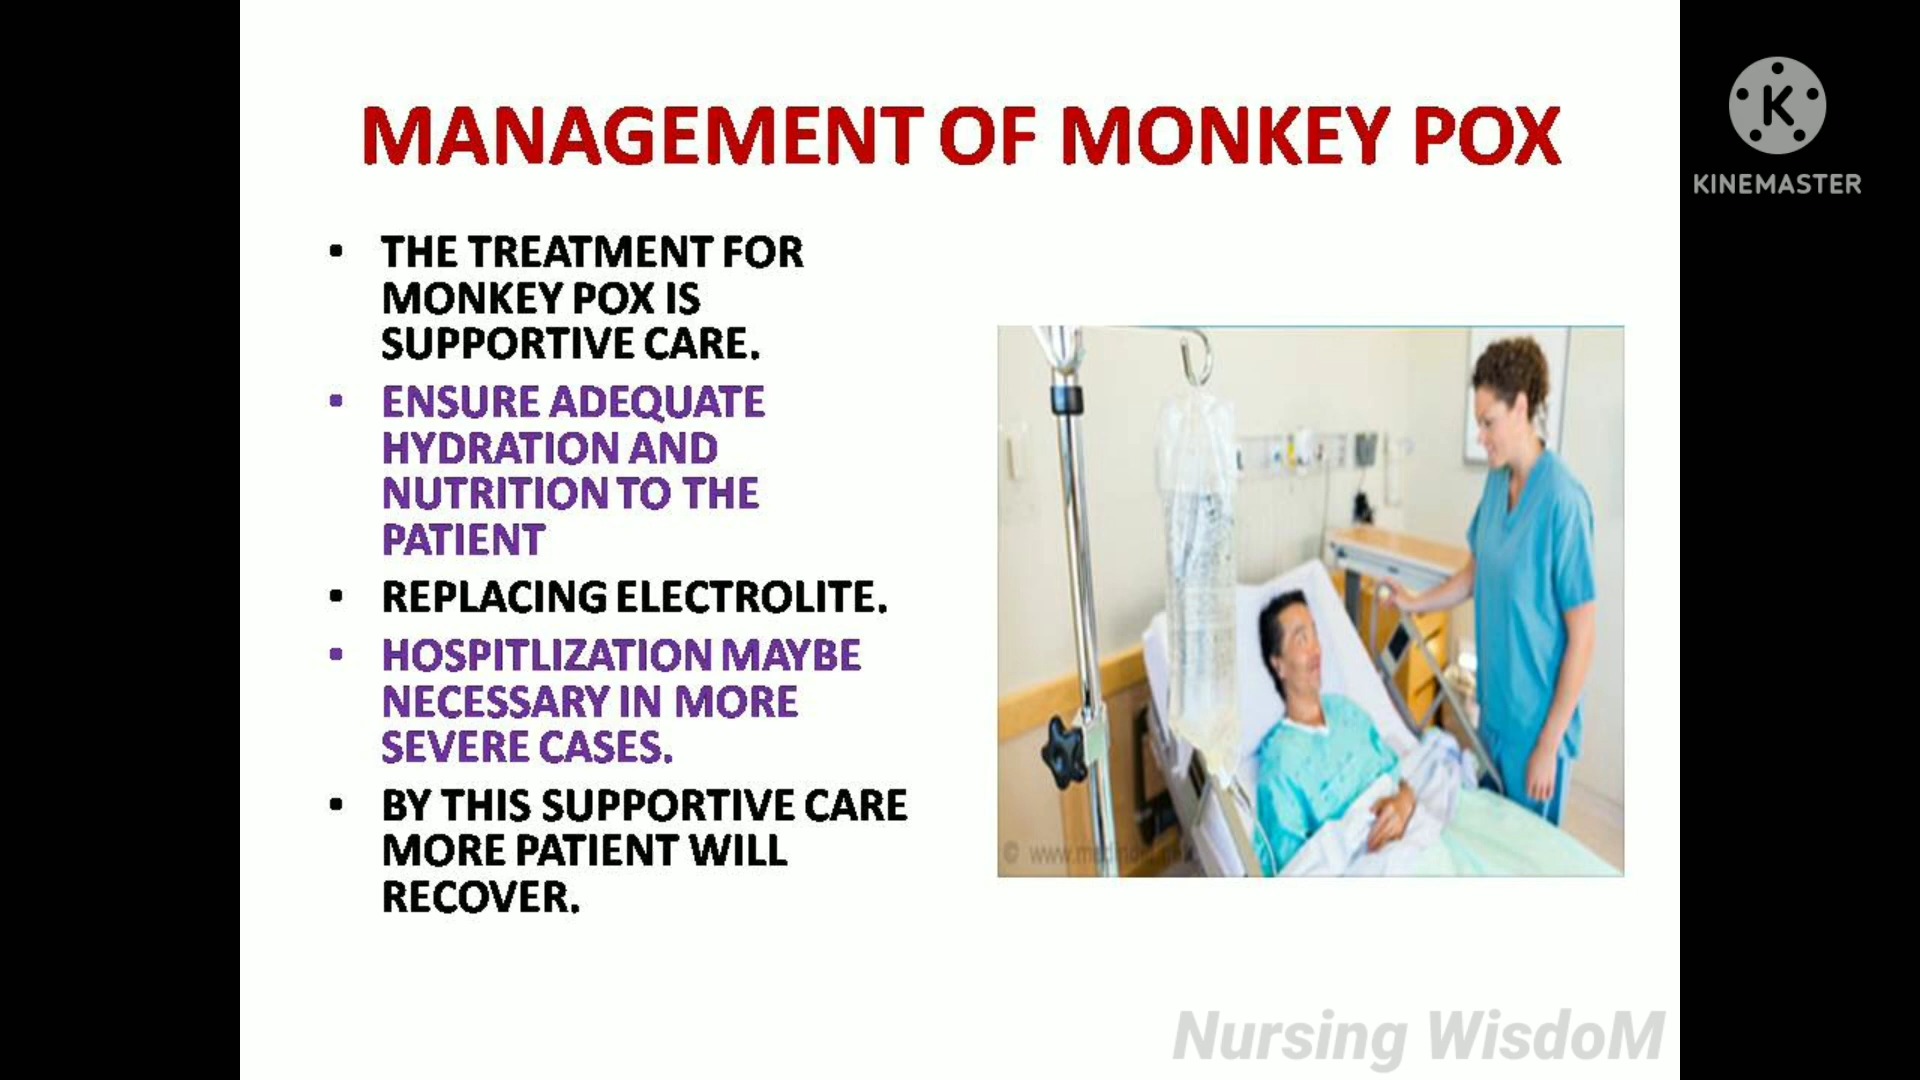 MANAGEMENT OF MONKEY POX
K
KINEMASTER
• THE TREATMENT FOR
MONKEY POX IS
SUPPORTIVE CARE.
• ENSURE ADEQUATE
HYDRATION AND
NUTRITION TO THE
PATIENT
• REPLACING ELECTROLITE.
• HOSPITLIZATION MAYBE
NECESSARY IN MORE
SEVERE CASES.
• BY THIS SUPPORTIVE CARE
MORE PATIENT WILL
RECOVER.
Nursing WisdoM